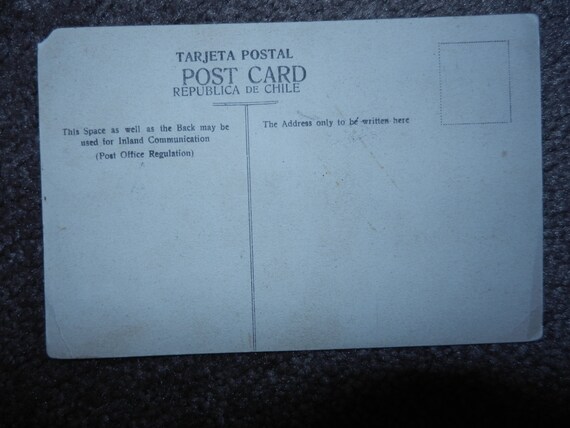 TARJETA POSTAL
POST CARD
REPUBLICA DE CHILE
This Space as well as the Back may be
used for Inland Communication
(Post Office Regulation)
The Address only to be written here